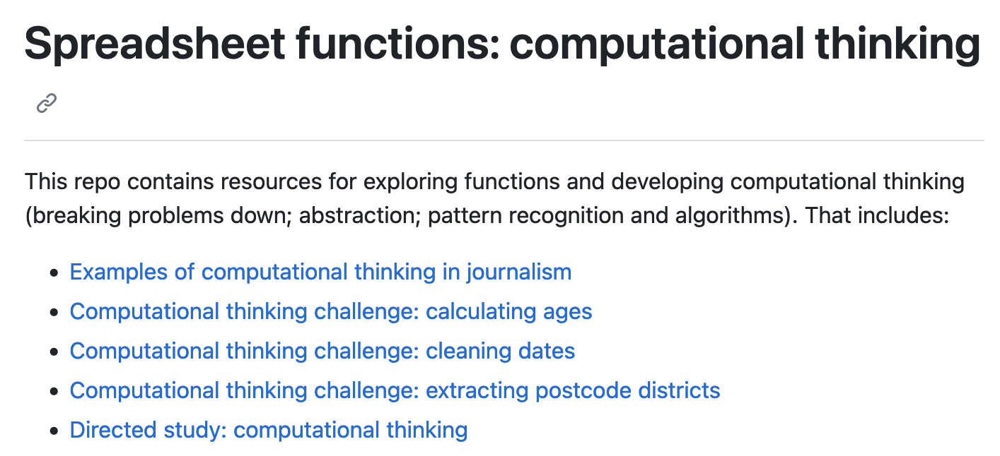 Spreadsheet functions: computational thinking
This repo contains resources for exploring functions and developing computational thinking
(breaking problems down; abstraction; pattern recognition and algorithms). That includes:
• Examples of computational thinking in journalism
• Computational thinking challenge: calculating ages
• Computational thinking challenge: cleaning dates
• Computational thinking challenge: extracting postcode districts
• Directed study: computational thinking